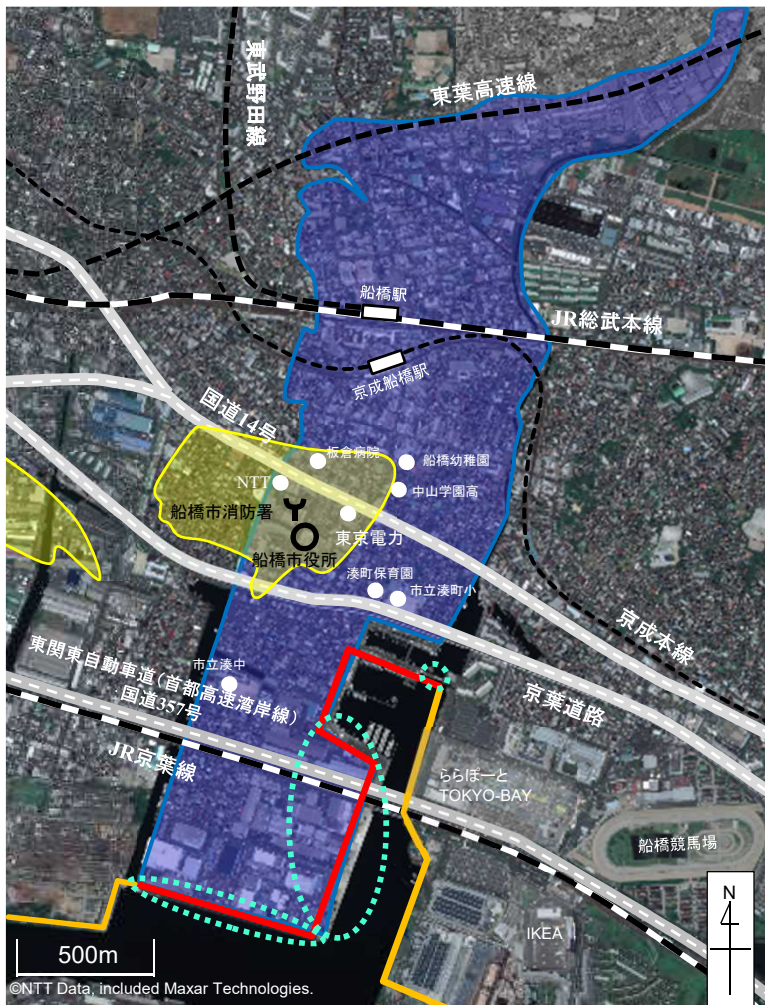 東武野田線
東葉高速線
船橋駅
JR総武本線
京成船橋駅
国道14号
板倉病院
船橋幼稚園
NTT
中山学園高
船橋市消防署
東京電力
船橋市役所
湊町保育園
市立湊町小
京成本線
市立湊中
東関東自動車道(首都高速湾岸線)
国道357号
京葉道路
JR京葉線
ららぽーと
TOKYO-BAY
船橋競馬場
N
IKEA
500m
©NTT Data, included Maxar Technologies.